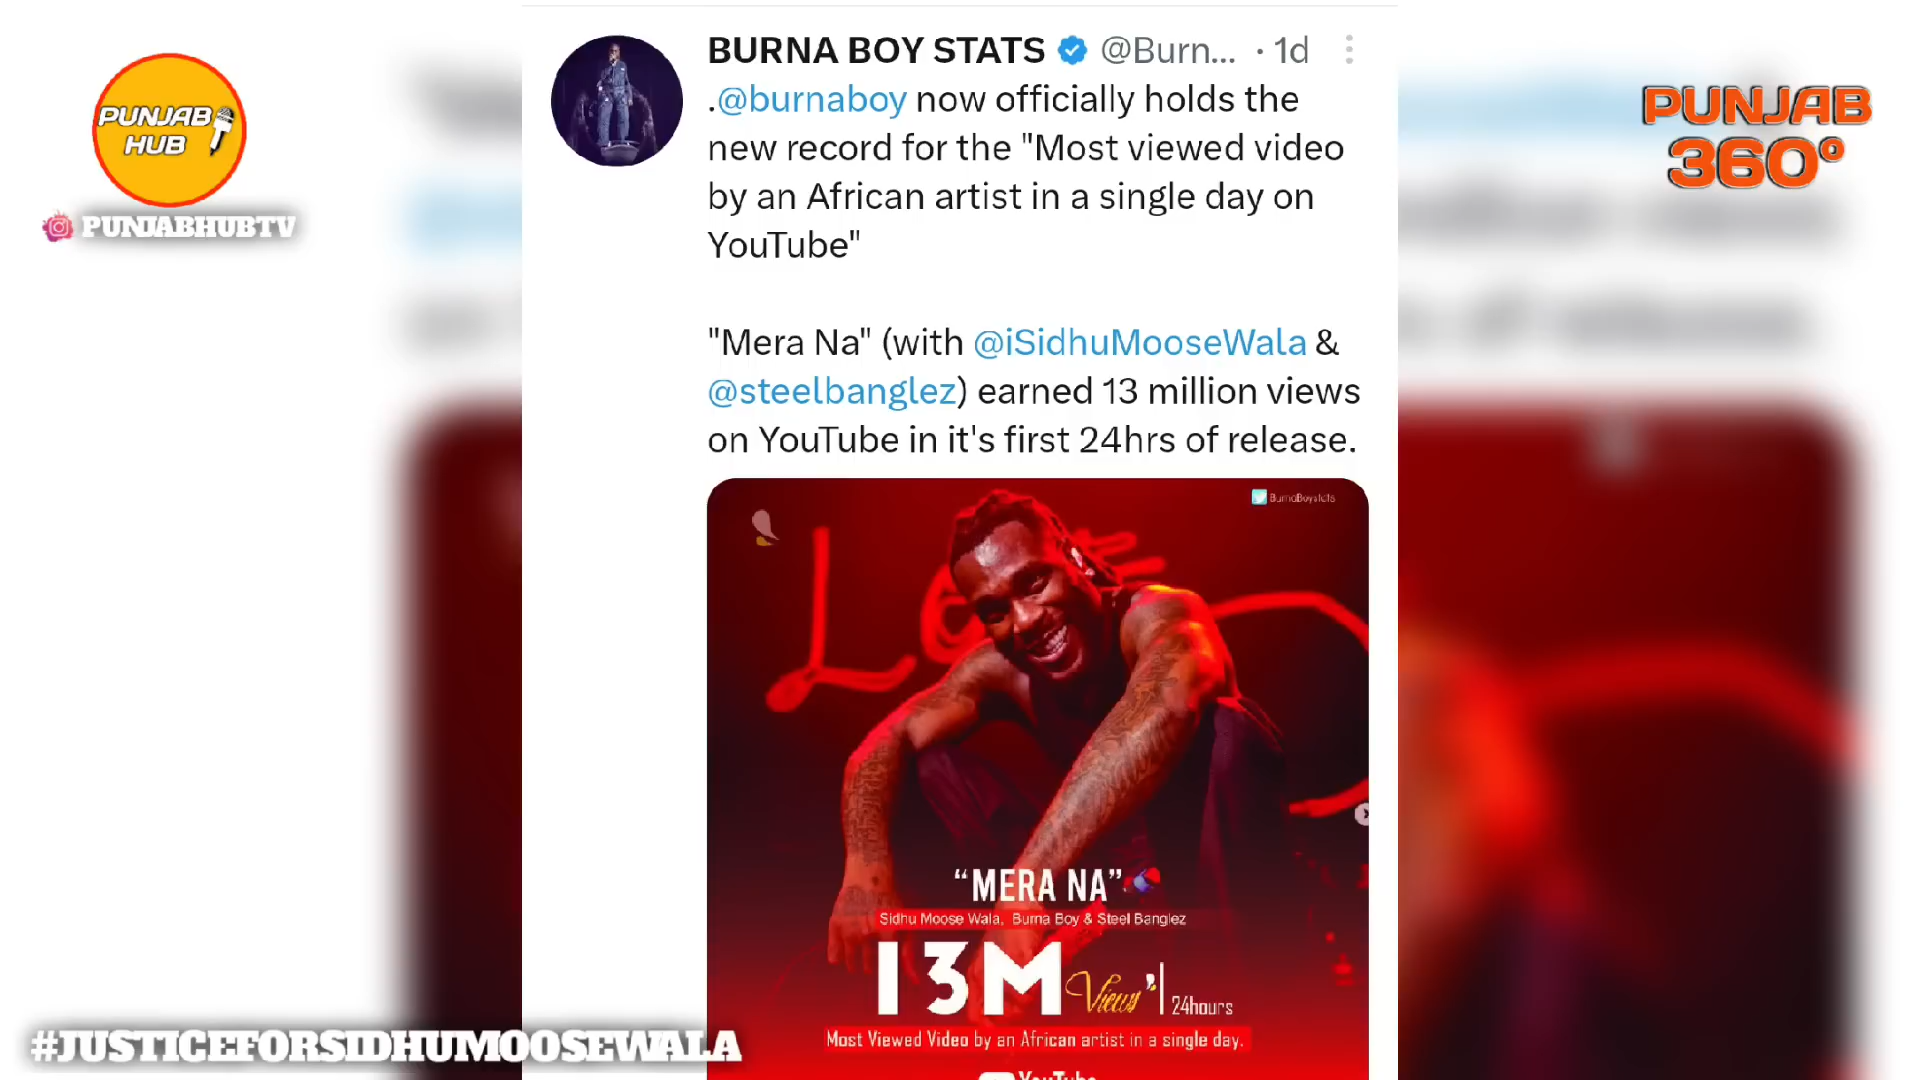 PUNJAB
HUB
PUNJABHUBTV
PUNJAB
360°
BURNA BOY STATS @Burn... · 1d
.@burnaboy now officially holds the
new record for the "Most viewed video
by an African artist in a single day on
YouTube"
"Mera Na" (with @iSidhuMooseWala &
@steelbanglez) earned 13 million views
on YouTube in it's first 24hrs of release.
BurnaBoystats
“MERA NA”
Sidhu Moose Wala, Burna Boy & Steel Banglez
13M Views | 24hours
Most Viewed Video by an African artist in a single day.
YouTube
#JUSTICEFORSIDHUMOOSEWALA